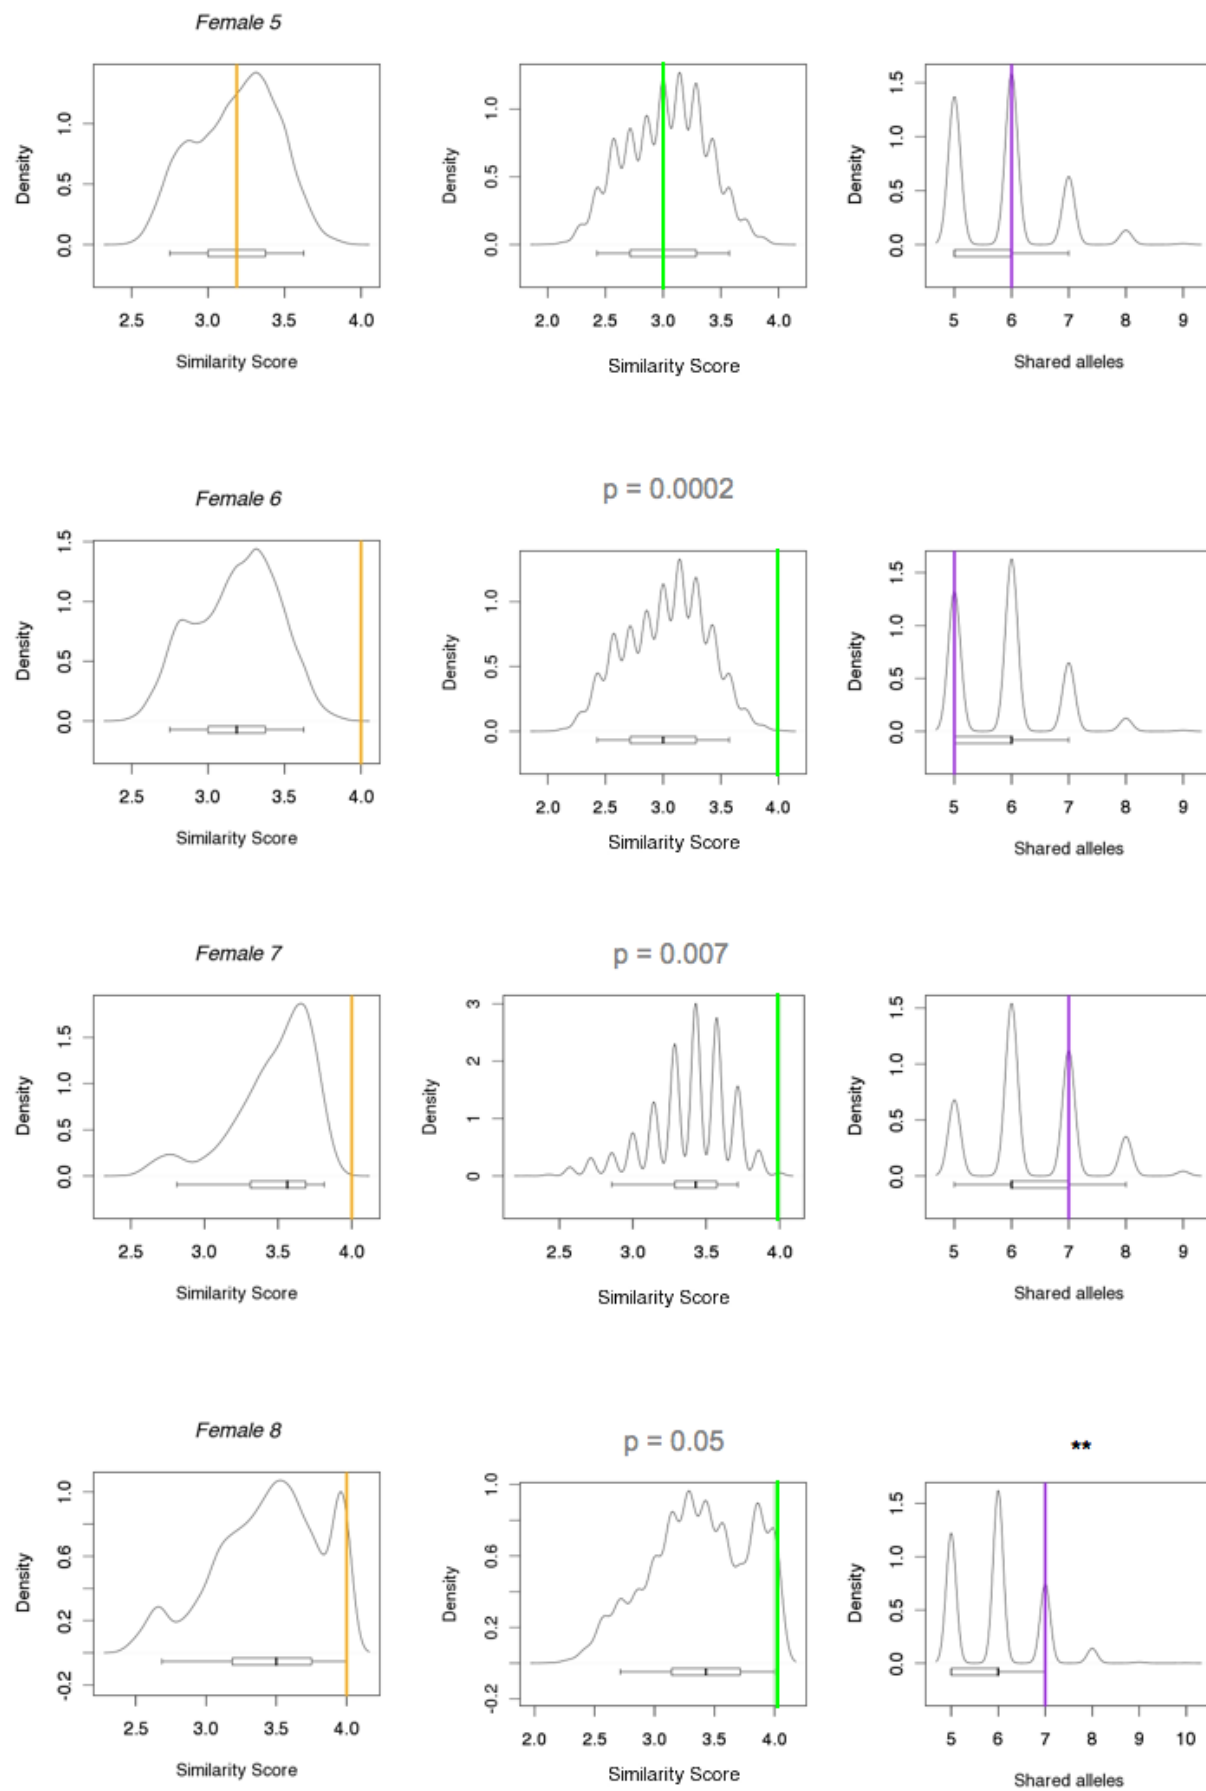 Female 5
Density
0.0 0.5 1.0
2.5 3.0 3.5 4.0
Similarity Score
Density
0.0 0.5 1.0
2.0 2.5 3.0 3.5 4.0
Similarity Score
Density
0.0 0.5 1.0 1.5
5 6 7 8 9
Shared alleles
Female 6
Density
0.0 0.5 1.0 1.5
2.5 3.0 3.5 4.0
Similarity Score
p = 0.0002
Density
0.0 0.5 1.0
2.0 2.5 3.0 3.5 4.0
Similarity Score
Density
0.0 0.5 1.0 1.5
5 6 7 8 9
Shared alleles
Female 7
Density
0.0 0.5 1.0 1.5
2.5 3.0 3.5 4.0
Similarity Score
p = 0.007
Density
0 1 2 3
2.5 3.0 3.5 4.0
Similarity Score
Density
0.0 0.5 1.0 1.5
5 6 7 8 9
Shared alleles
Female 8
Density
-0.2 0.2 0.6 1.0
2.5 3.0 3.5 4.0
Similarity Score
p = 0.05
Density
-0.2 0.2 0.6 1.0
2.0 2.5 3.0 3.5 4.0
Similarity Score
**
Density
0.0 0.5 1.0 1.5
5 6 7 8 9 10
Shared alleles